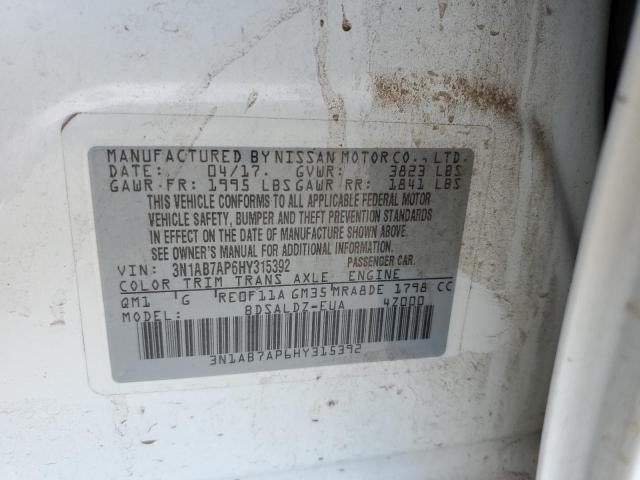 MANUFACTURED BY NISSAN MOTOR CO., LTD.
DATE: 04/17. GVWR: 3823 LBS
GAWR FR: 1995 LBS GAWR RR: 1841 LBS
THIS VEHICLE CONFORMS TO ALL APPLICABLE FEDERAL MOTOR
VEHICLE SAFETY, BUMPER AND THEFT PREVENTION STANDARDS
IN EFFECT ON THE DATE OF MANUFACTURE SHOWN ABOVE.
SEE OWNER'S MANUAL FOR ADDITIONAL INFORMATION
VIN: 3N1AB7AP6HY315392 PASSENGER CAR.
COLOR TRIM TRANS AXLE ENGINE
QM1 G RE0F11A GM35 MRA8DE 1798 CC
MODEL: BDSALDZ-EUA 42000
3N1AB7AP6HY315392